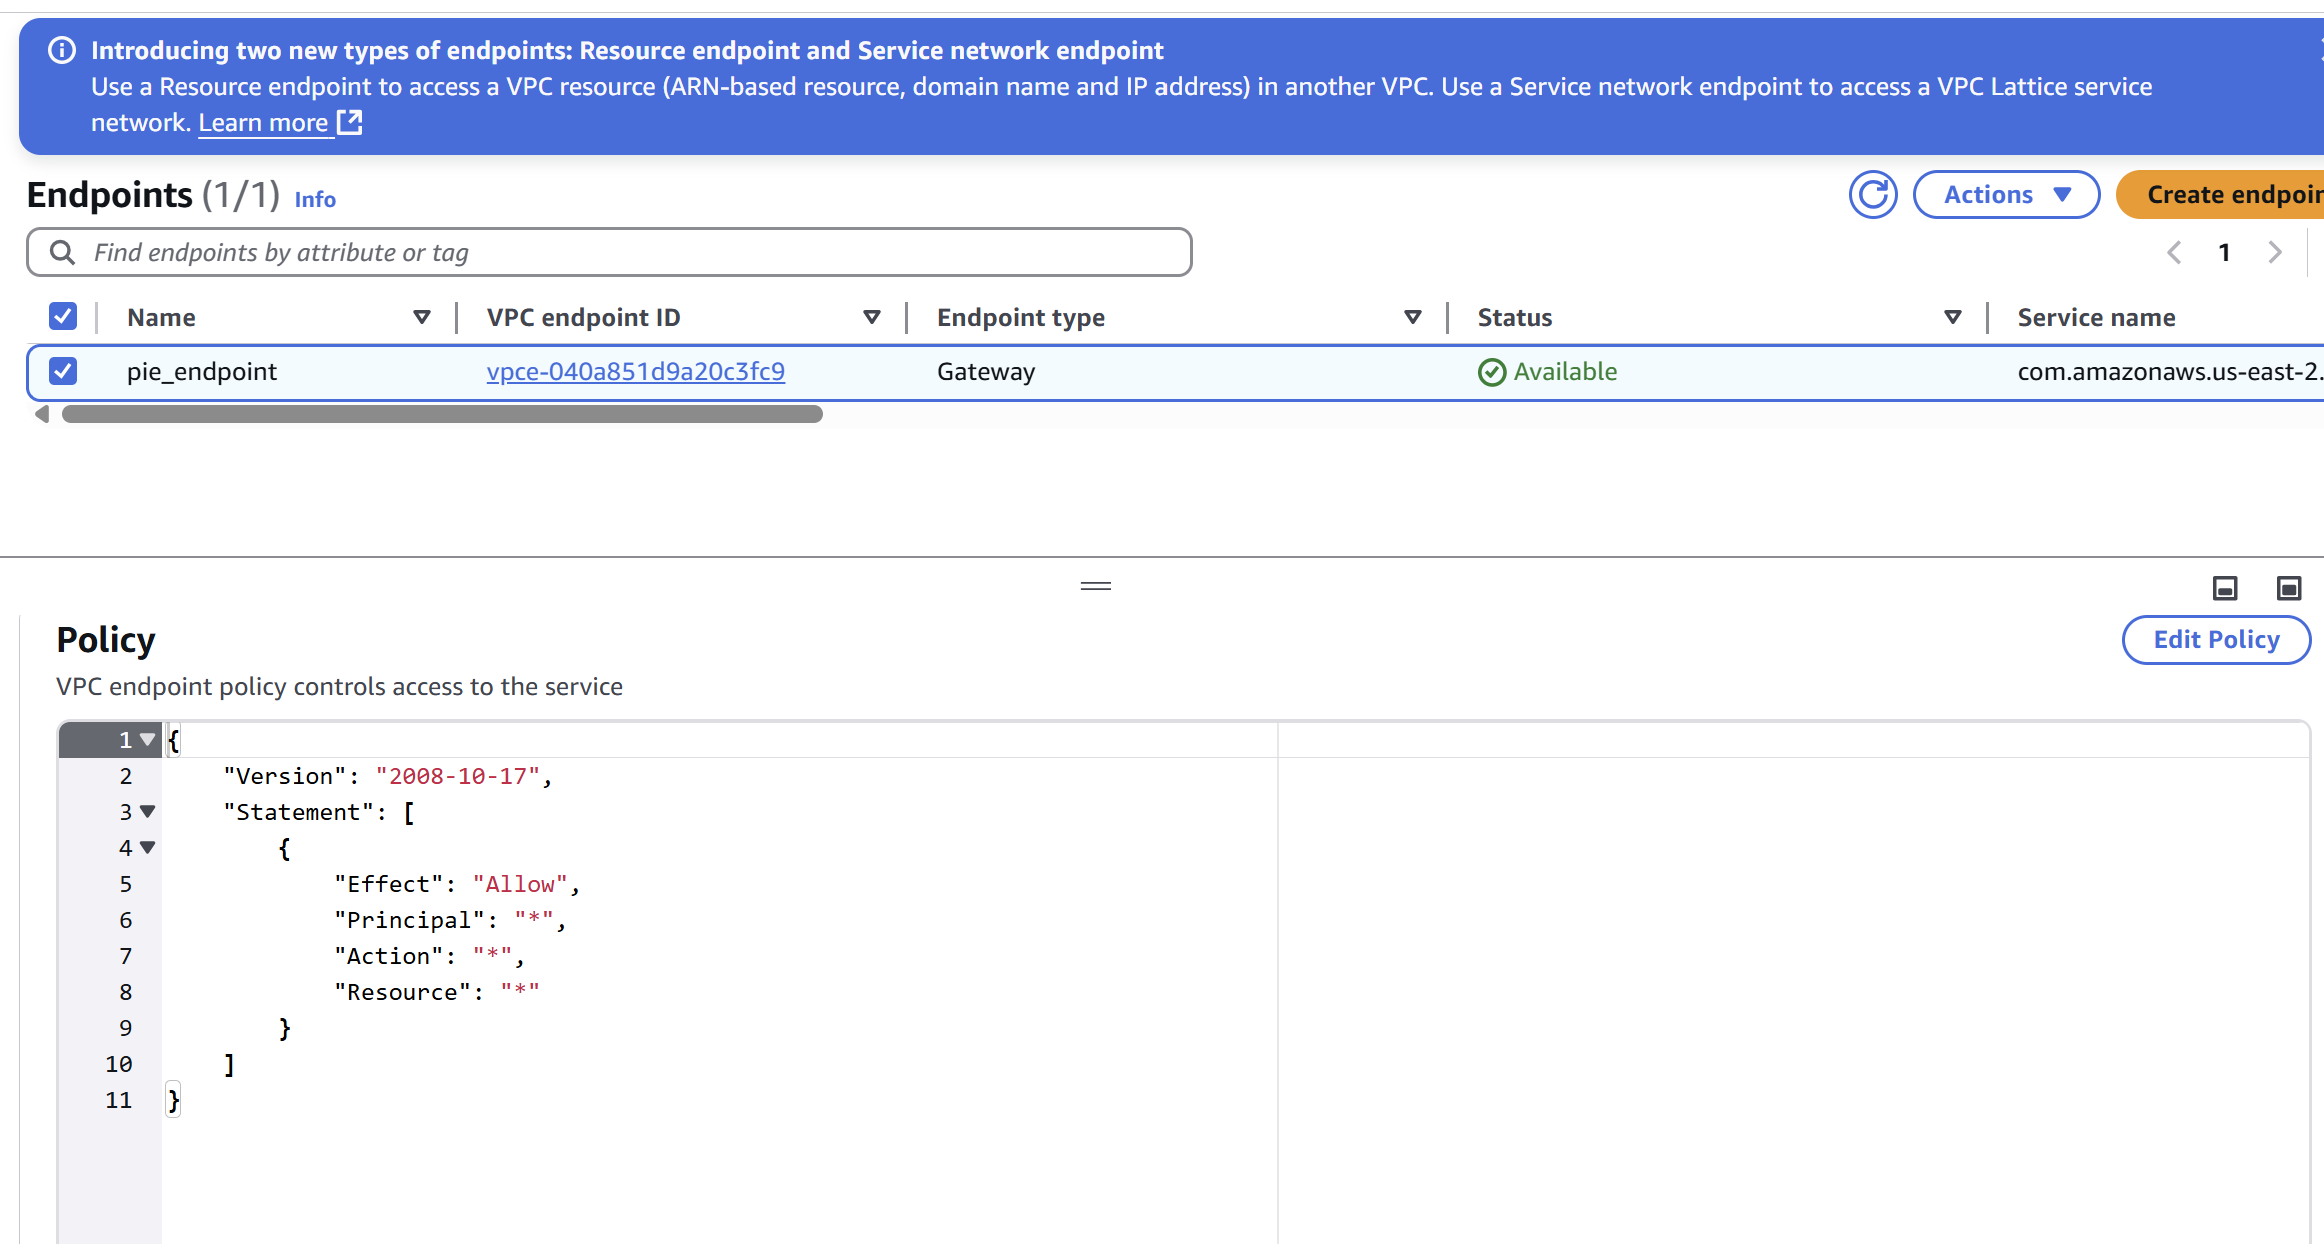 Introducing two new types of endpoints: Resource endpoint and Service network endpoint
Use a Resource endpoint to access a VPC resource (ARN-based resource, domain name and IP address) in another VPC. Use a Service network endpoint to access a VPC Lattice service
network. Learn more
Endpoints (1/1) Info
Actions
Create endpoin
Find endpoints by attribute or tag
1
Name VPC endpoint ID Endpoint type Status Service name
pie_endpoint vpce-040a851d9a20c3fc9 Gateway Available com.amazonaws.us-east-2.
Policy
Edit Policy
VPC endpoint policy controls access to the service
1 {
2 "Version": "2008-10-17",
3 "Statement": [
4 {
5 "Effect": "Allow",
6 "Principal": "*",
7 "Action": "*",
8 "Resource": "*"
9 }
10 ]
11 }